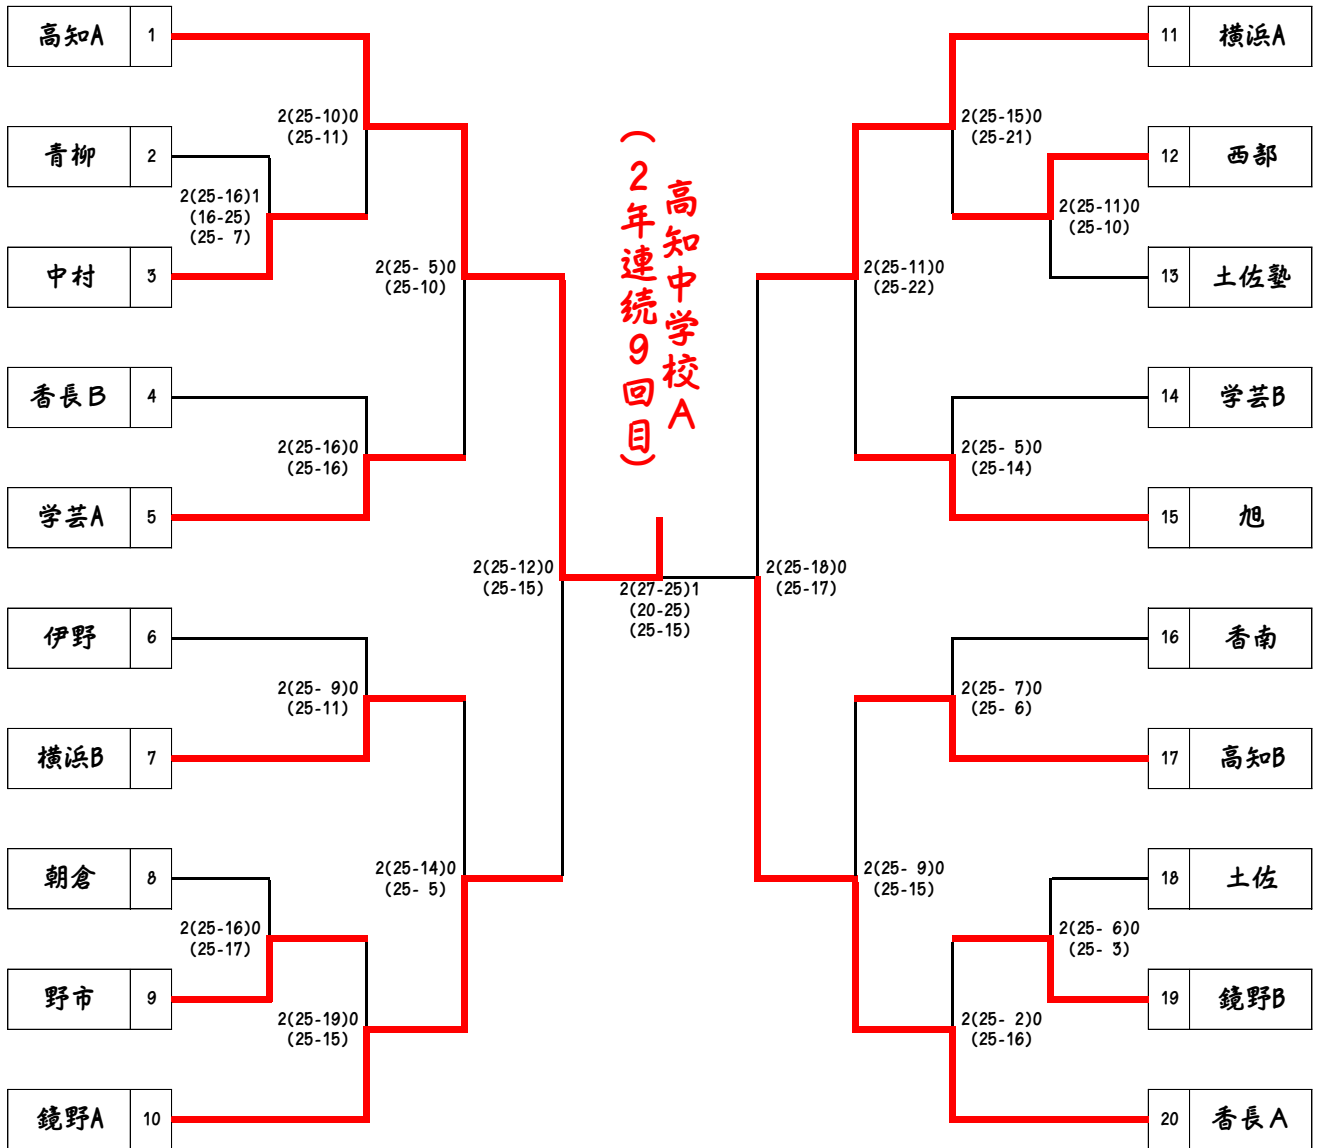 高知A 1
青柳 2
中村 3
香長B 4
学芸A 5
伊野 6
横浜B 7
朝倉 8
野市 9
鏡野A 10
2(25-16)1
(16-25)
(25- 7)
2(25-16)0
(25-17)
2(25-10)0
(25-11)
2(25-16)0
(25-16)
2(25- 9)0
(25-11)
2(25-19)0
(25-15)
2(25- 5)0
(25-10)
2(25-14)0
(25- 5)
2(25-12)0
(25-15)
高知中学校A
(2年連続9回目)
2(27-25)1
(20-25)
(25-15)
2(25-18)0
(25-17)
2(25-11)0
(25-22)
2(25- 9)0
(25-15)
2(25-15)0
(25-21)
2(25- 5)0
(25-14)
2(25- 7)0
(25- 6)
2(25- 2)0
(25-16)
2(25-11)0
(25-10)
2(25- 6)0
(25- 3)
11 横浜A
12 西部
13 土佐塾
14 学芸B
15 旭
16 香南
17 高知B
18 土佐
19 鏡野B
20 香長A